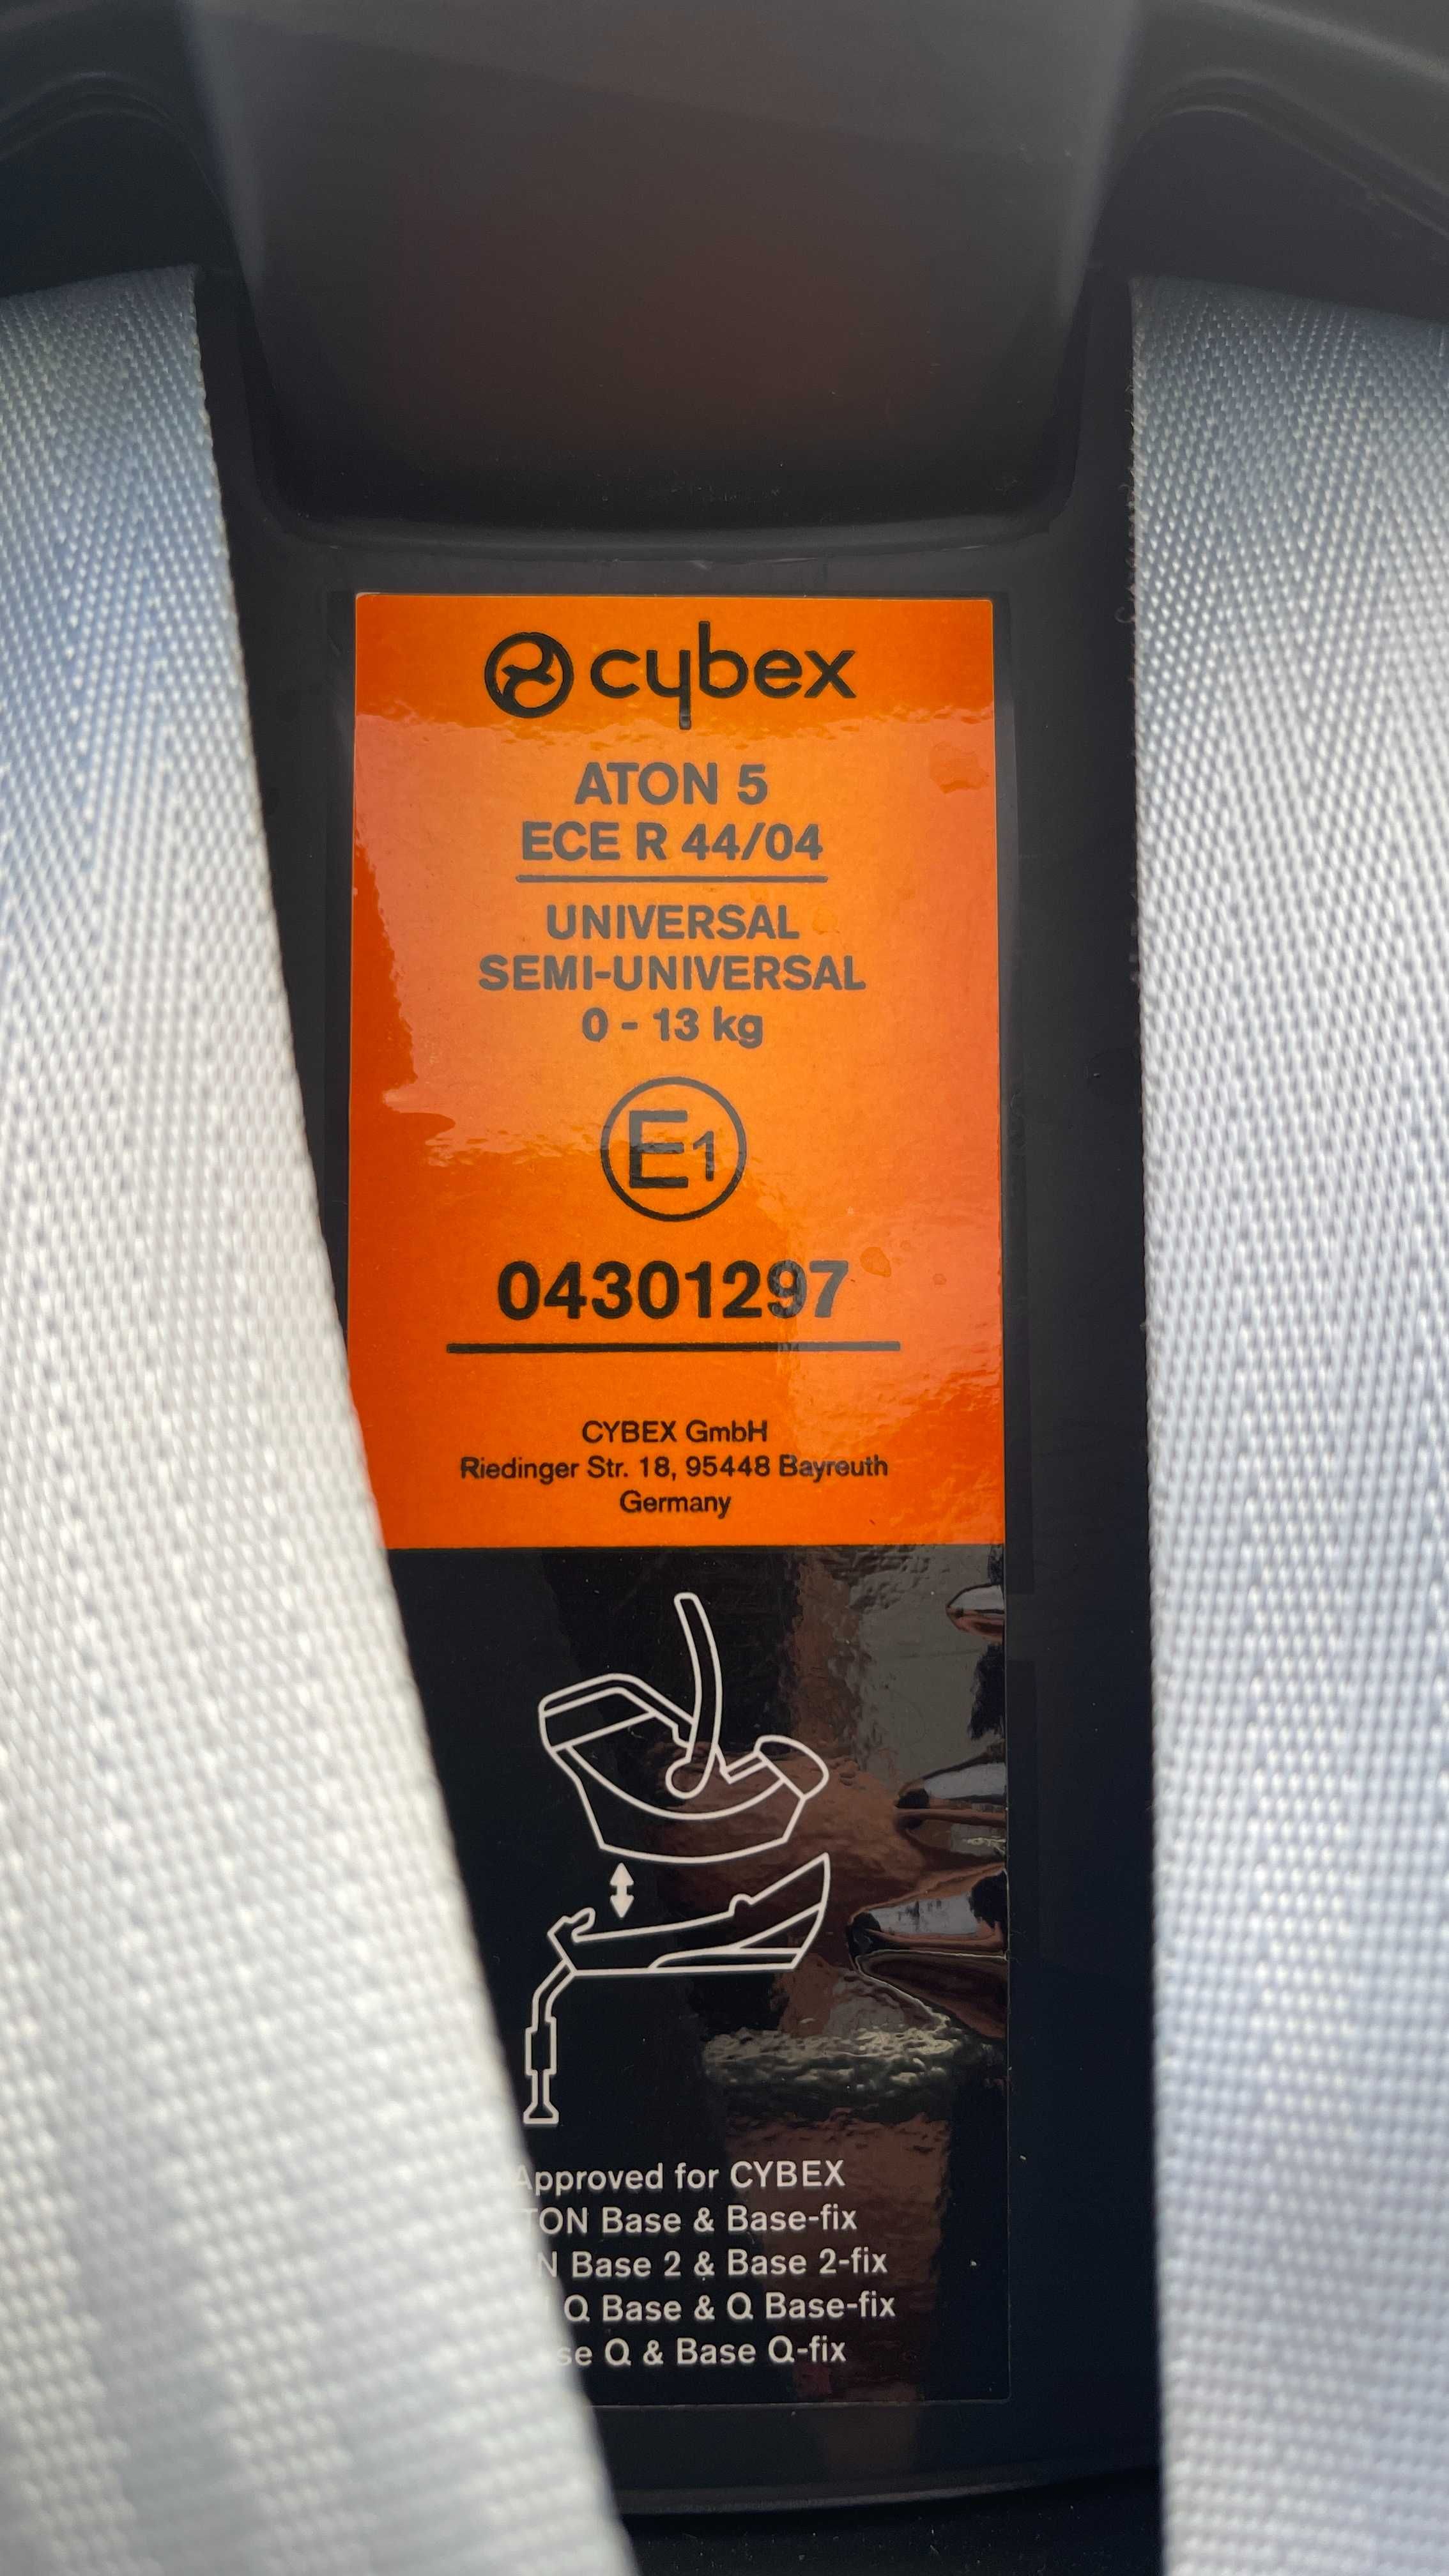 cybex
ATON 5
ECE R 44/04
UNIVERSAL
SEMI-UNIVERSAL
0 - 13 kg
E1
04301297
CYBEX GmbH
Riedinger Str. 18, 95448 Bayreuth
Germany
Approved for CYBEX
Base & Base-fix
Base 2 & Base 2-fix
Q Base & Q Base-fix
Q & Base Q-fix